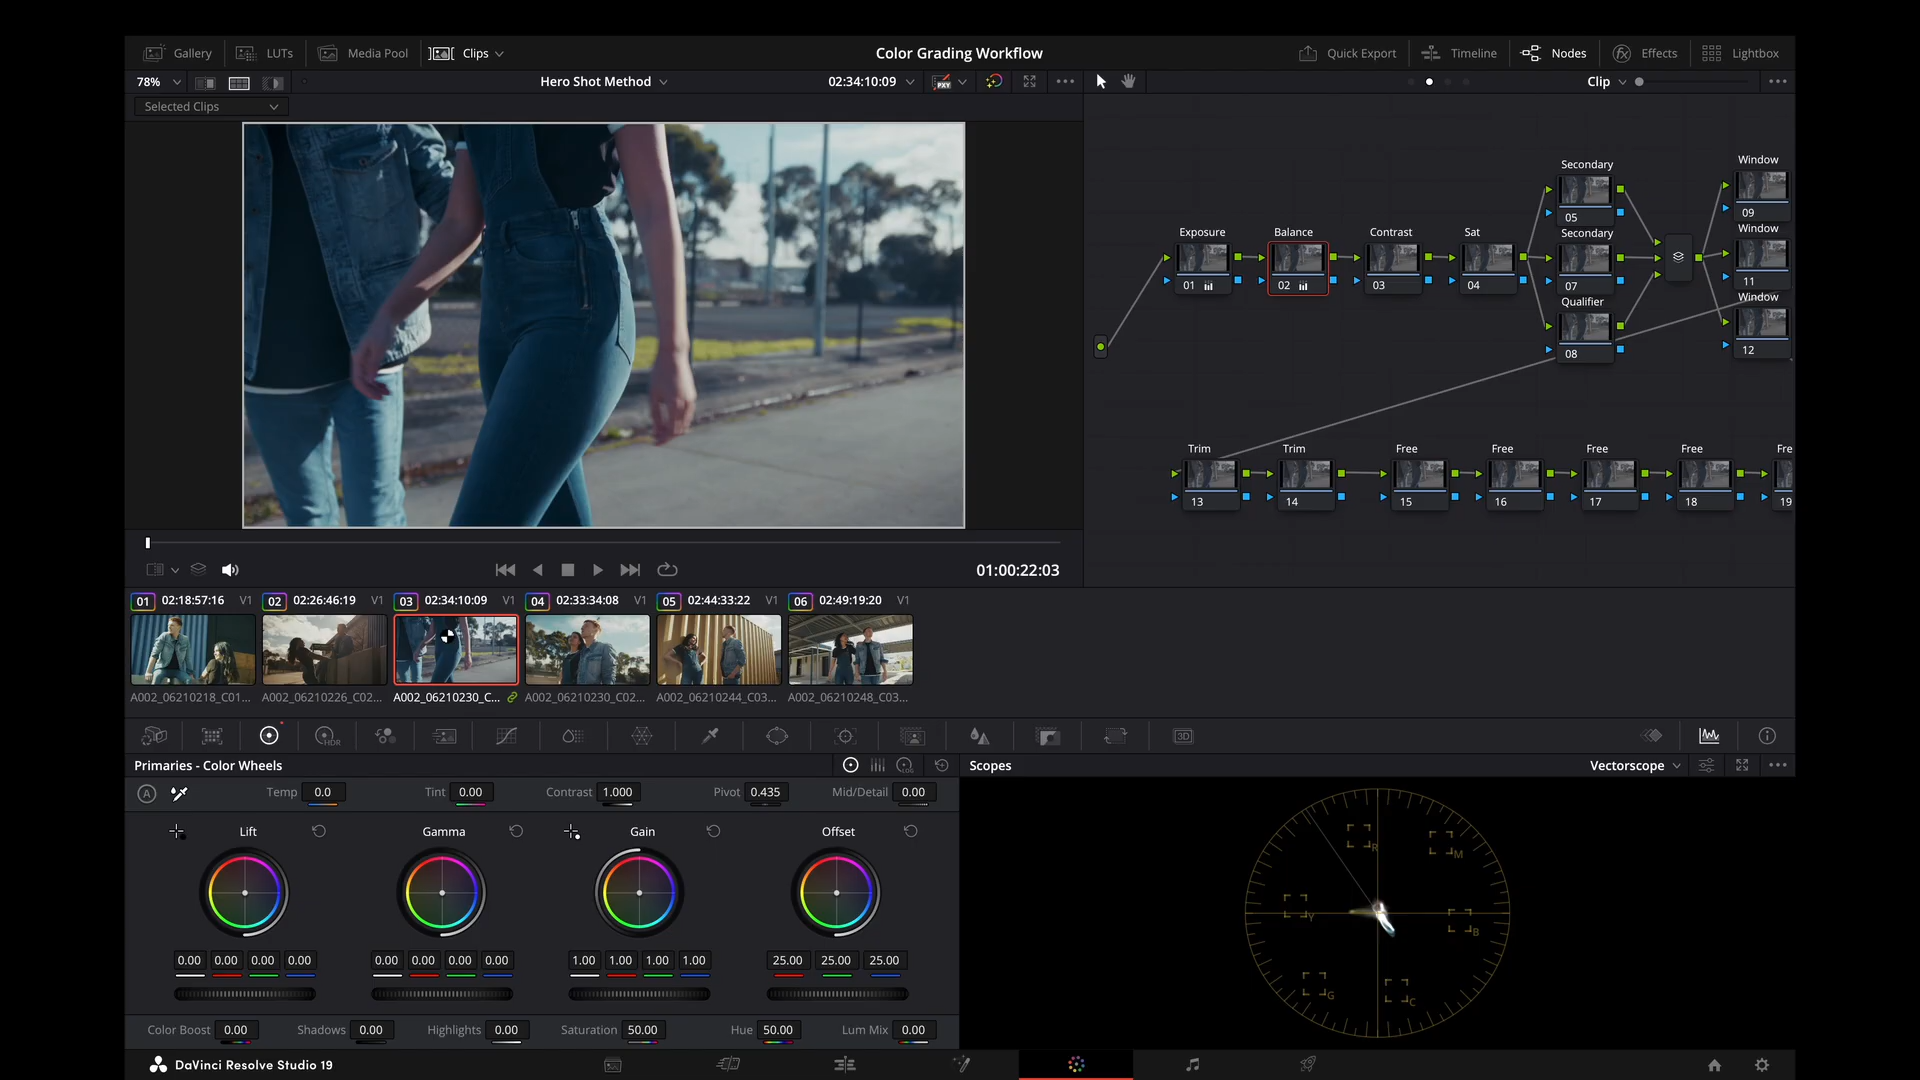 Gallery LUTs Media Pool Clips Color Grading Workflow Quick Export Timeline Nodes Effects Lightbox
78% Hero Shot Method 02:34:10:09 PXY Clip
Selected Clips
Window
Secondary
09
05
Exposure Balance Contrast Sat Secondary Window
01 02 03 04 07 11
Qualifier Window
08 12
Trim Trim Free Free Free Free Fre
13 14 15 16 17 18 19
01:00:22:03
01 02:18:57:16 V1 02 02:26:46:19 V1 03 02:34:10:09 V1 04 02:33:34:08 V1 05 02:44:33:22 V1 06 02:49:19:20 V1
A002_06210218_C01... A002_06210226_C02... A002_06210230_C... A002_06210230_C02... A002_06210244_C03... A002_06210248_C03...
HDR 3D
Primaries - Color Wheels LOG Scopes Vectorscope
A Temp 0.0 Tint 0.00 Contrast 1.000 Pivot 0.435 Mid/Detail 0.00
Lift Gamma Gain Offset
R M
Y B
G C
0.00 0.00 0.00 0.00 0.00 0.00 0.00 0.00 1.00 1.00 1.00 1.00 25.00 25.00 25.00
Color Boost 0.00 Shadows 0.00 Highlights 0.00 Saturation 50.00 Hue 50.00 Lum Mix 0.00
DaVinci Resolve Studio 19